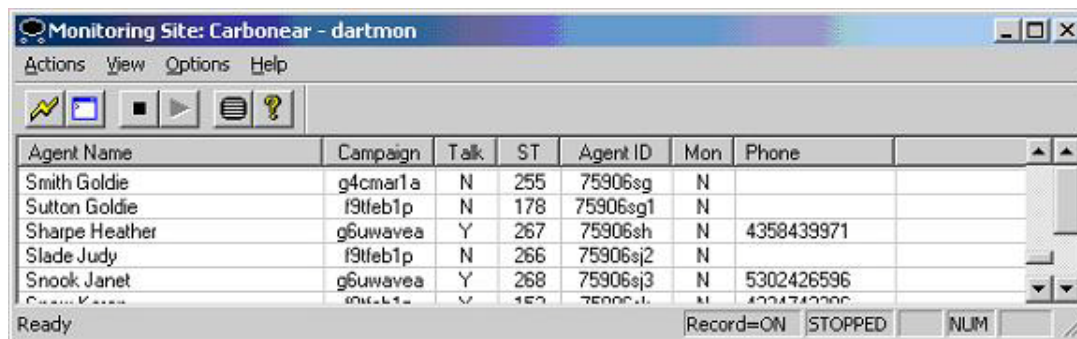 Monitoring Site: Carbonear - dartmon
Actions View Options Help
Agent Name Campaign Talk ST Agent ID Mon Phone
Smith Goldie g4cmar1a N 255 75906sg N
Sutton Goldie f9tfeb1p N 178 75906sg1 N
Sharpe Heather g6uwavea Y 267 75906sh N 4358439971
Slade Judy f9tfeb1p N 266 75906sj2 N
Snook Janet g6uwavea Y 268 75906sj3 N 5302426596
Ready Record=ON STOPPED NUM